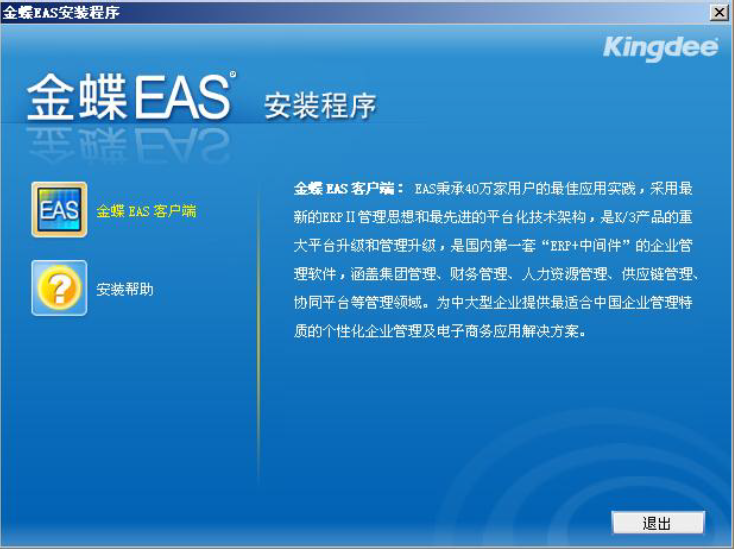 金蝶EAS安装程序
Kingdee
金蝶EAS 安装程序
EAS 金蝶 EAS 客户端
安装帮助
金蝶 EAS 客户端： EAS秉承40万家用户的最佳应用实践，采用最
新的ERPⅡ管理思想和最先进的平台化技术架构，是K/3产品的重
大平台升级和管理升级，是国内第一套“ERP+中间件”的企业管
理软件，涵盖集团管理、财务管理、人力资源管理、供应链管理、
协同平台等管理领域。为中大型企业提供最适合中国企业管理特
质的个性化企业管理及电子商务应用解决方案。
退出